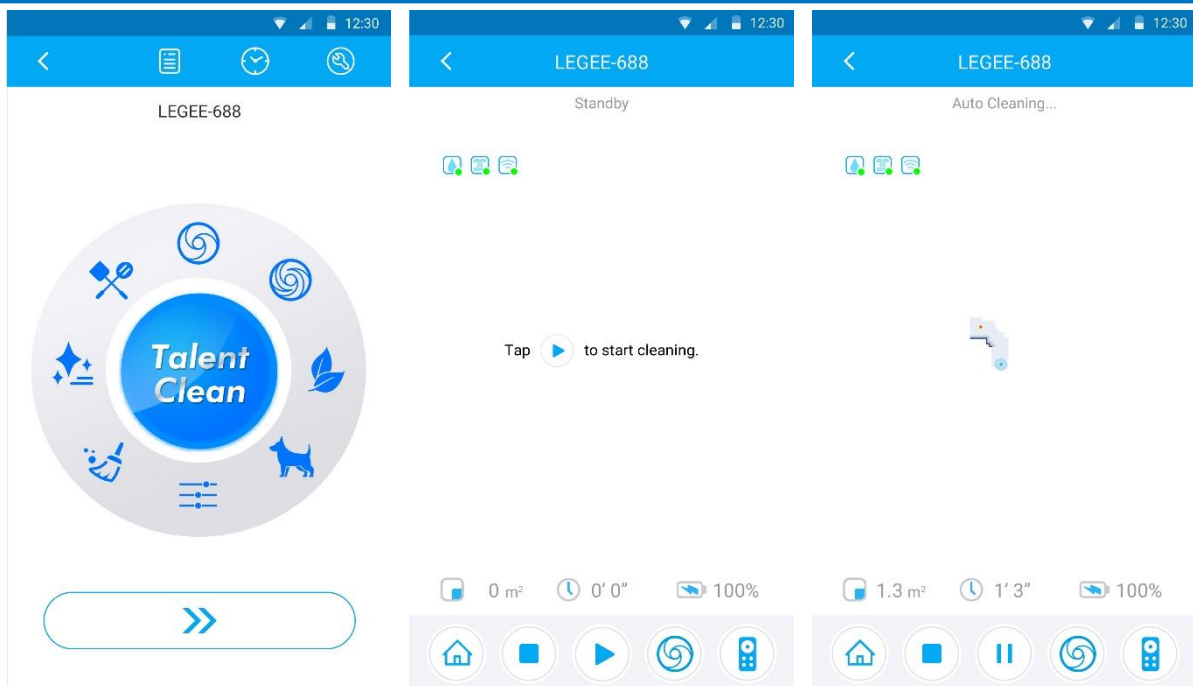 12:30
LEGEE-688
Talent
Clean
12:30
LEGEE-688
Standby
Tap to start cleaning.
0 m² 0' 0" 100%
12:30
LEGEE-688
Auto Cleaning...
1.3 m² 1' 3" 100%